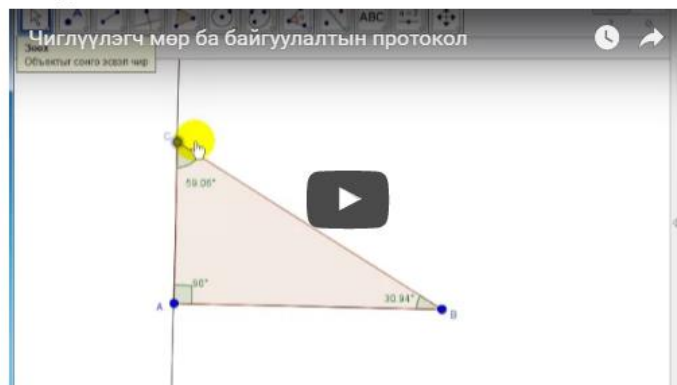 ABC
Чиглүүлэгч мөр ба байгуулалтын протокол
Зөөх
Объектыг сонго эсвэл чир
C
59.06°
90°
A
30.94°
B